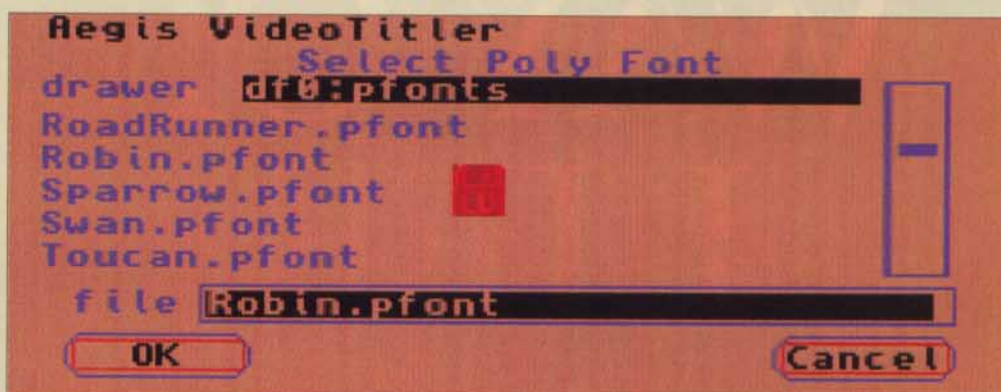 Aegis VideoTitler
Select Poly Font
drawer df0:pfonts
RoadRunner.pfont
Robin.pfont
Sparrow.pfont
Swan.pfont
Toucan.pfont
file Robin.pfont
OK Cancel